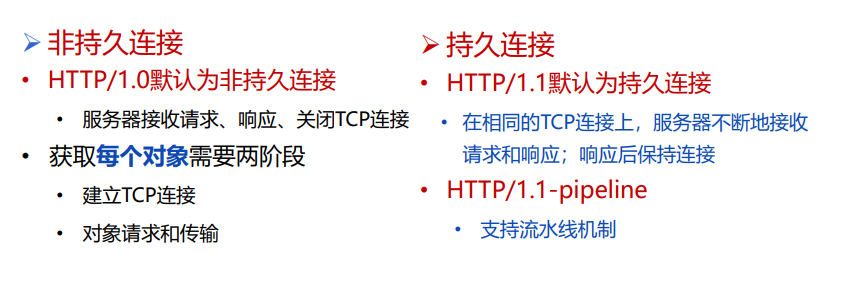 非持久连接
HTTP/1.0默认为非持久连接
服务器接收请求、响应、关闭TCP连接
获取每个对象需要两阶段
建立TCP连接
对象请求和传输
持久连接
HTTP/1.1默认为持久连接
在相同的TCP连接上，服务器不断地接收
请求和响应；响应后保持连接
HTTP/1.1-pipeline
支持流水线机制